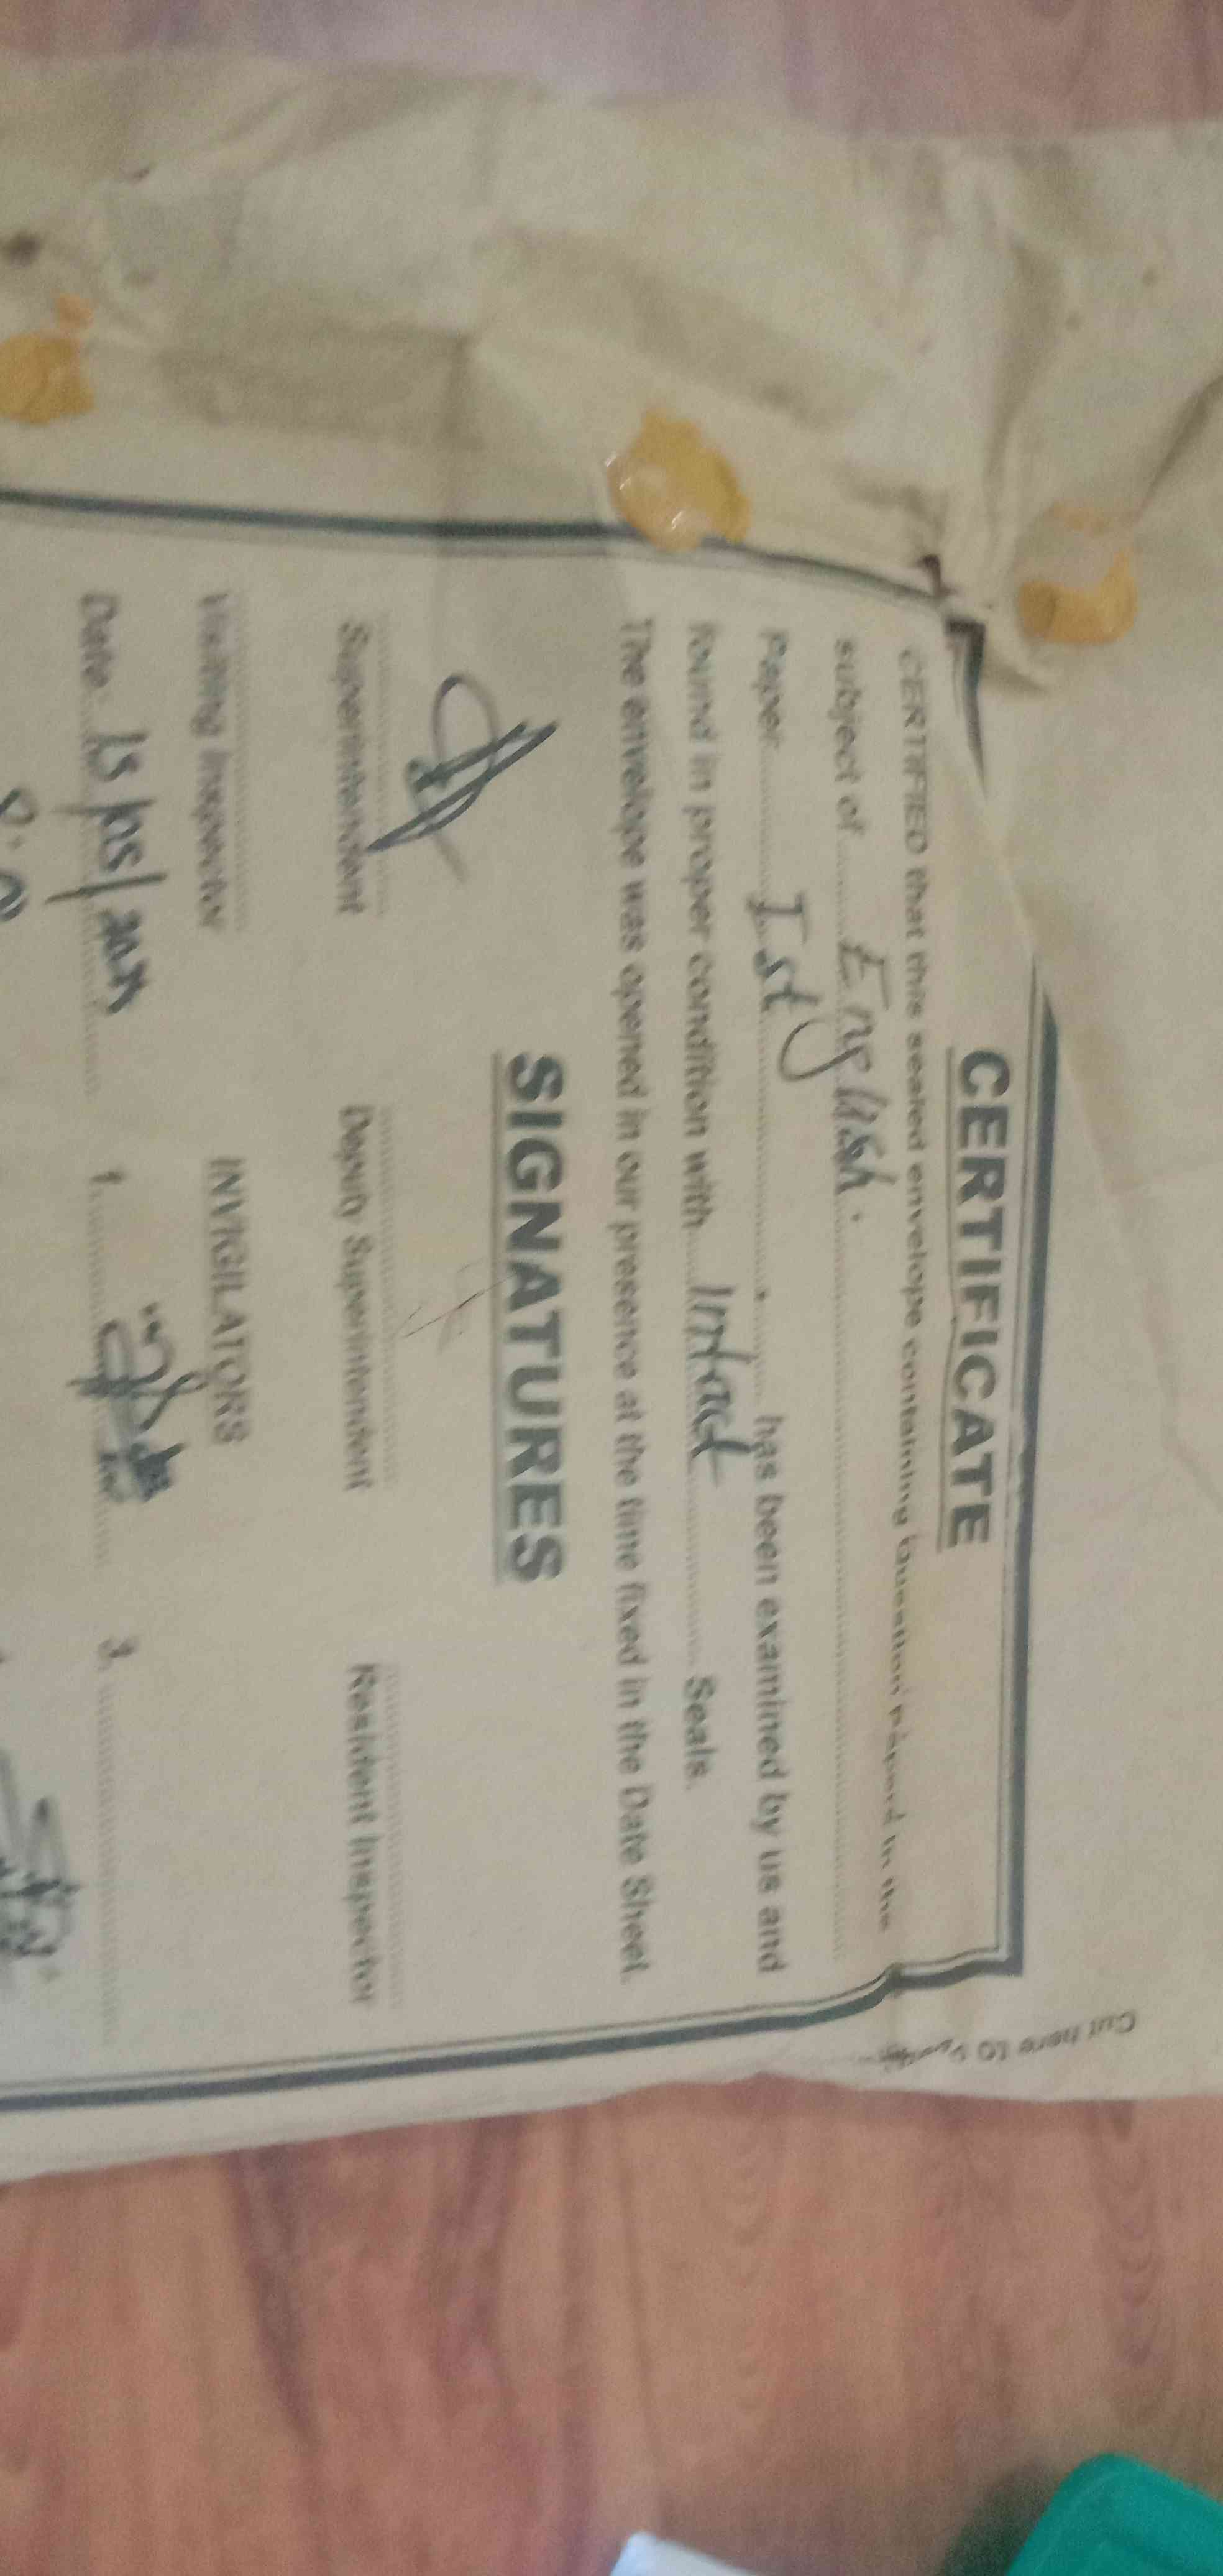 Cut here to
CERTIFICATE
CERTIFIED that this sealed envelope containing Question Paperd in the
subject of English.
Paper Ist has been examined by us and
found in proper condition with Intact Seals.
The envelope was opened in our presence at the time fixed in the Date Sheet.
SIGNATURES
Superintendent Deputy Superintendent Resident Inspector
Visiting Inspector INVIGILATORS
Date 15/05/ 1. 3.